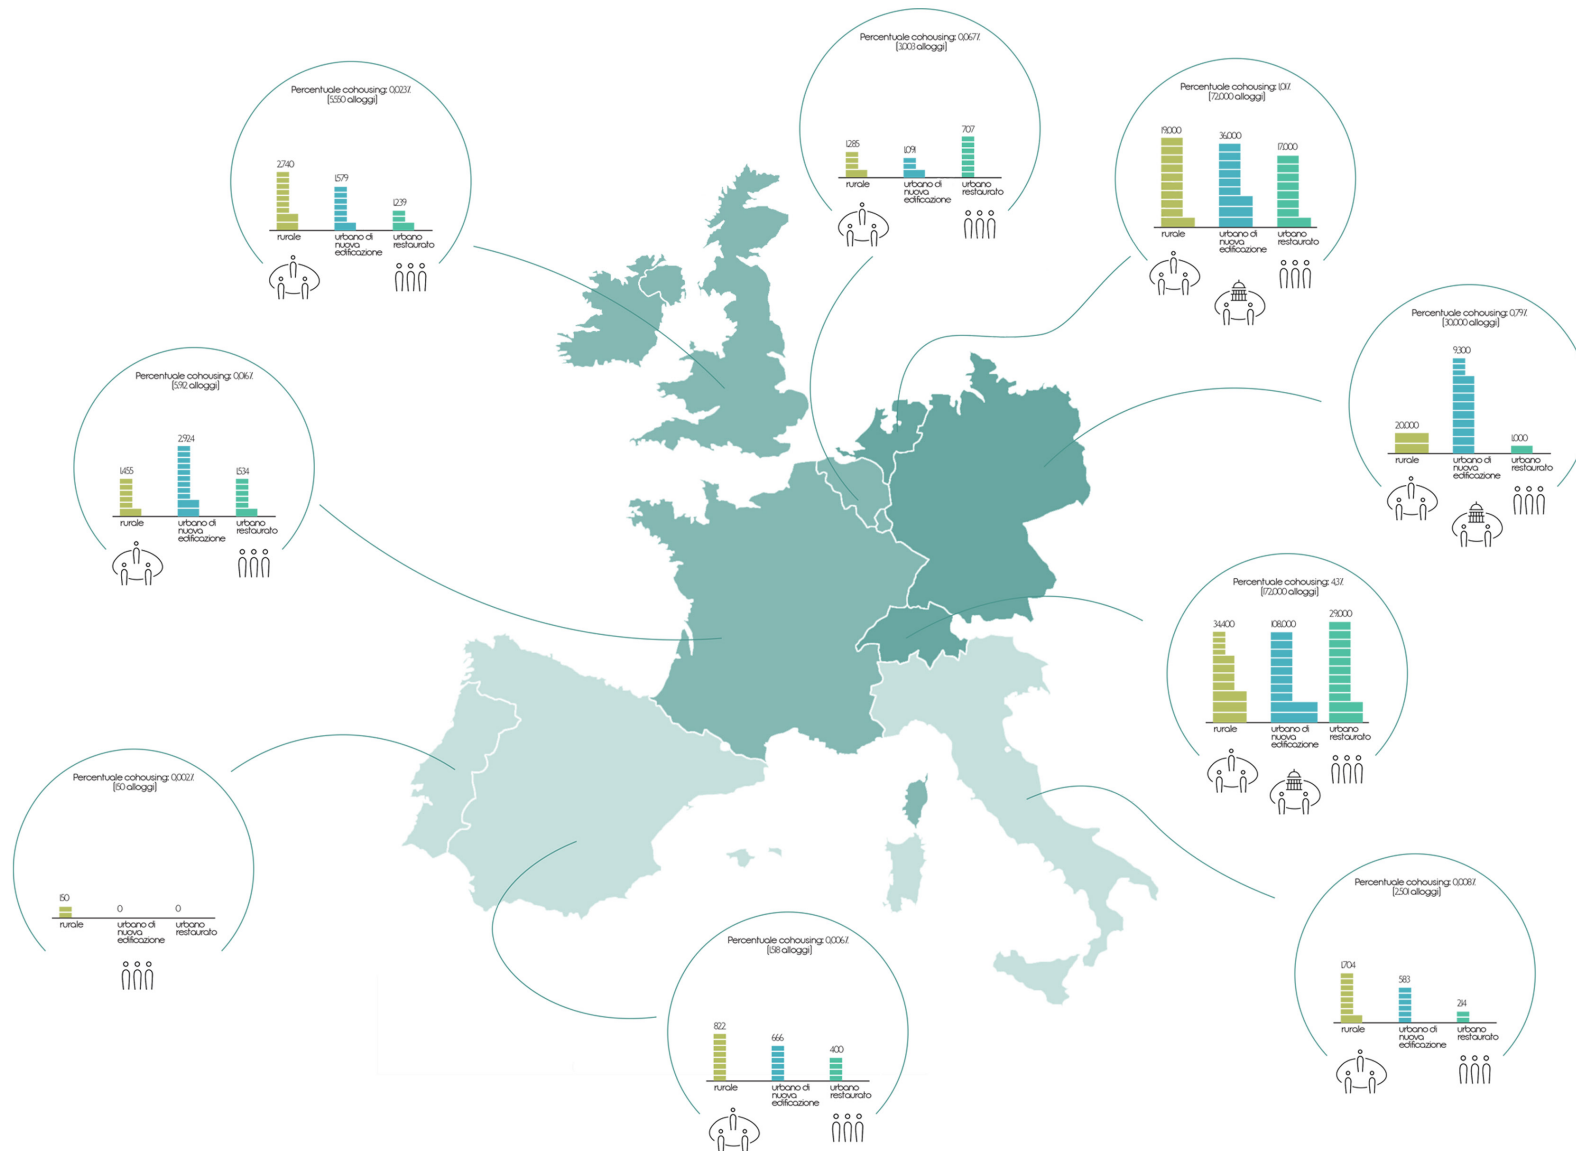 Percentuale cohousing: 0,023%
[5.550 alloggi]
2.740
1.579
1.239
rurale
urbano di
nuova
edificazione
urbano
restaurato
Percentuale cohousing: 0,067%
[3.003 alloggi]
1.285
1.091
707
rurale
urbano di
nuova
edificazione
urbano
restaurato
Percentuale cohousing: 1,01%
[72.000 alloggi]
19.000
36.000
17.000
rurale
urbano di
nuova
edificazione
urbano
restaurato
Percentuale cohousing: 0,79%
[30.000 alloggi]
20.000
9.300
1.000
rurale
urbano di
nuova
edificazione
urbano
restaurato
Percentuale cohousing: 0,016%
[5.912 alloggi]
1.455
2.924
1.534
rurale
urbano di
nuova
edificazione
urbano
restaurato
Percentuale cohousing: 4,3%
[172.000 alloggi]
34.400
108.000
29.000
rurale
urbano di
nuova
edificazione
urbano
restaurato
Percentuale cohousing: 0,002%
[150 alloggi]
150
0
0
rurale
urbano di
nuova
edificazione
urbano
restaurato
Percentuale cohousing: 0,008%
[2.501 alloggi]
1.704
583
214
rurale
urbano di
nuova
edificazione
urbano
restaurato
Percentuale cohousing: 0,006%
[1.518 alloggi]
822
666
400
rurale
urbano di
nuova
edificazione
urbano
restaurato